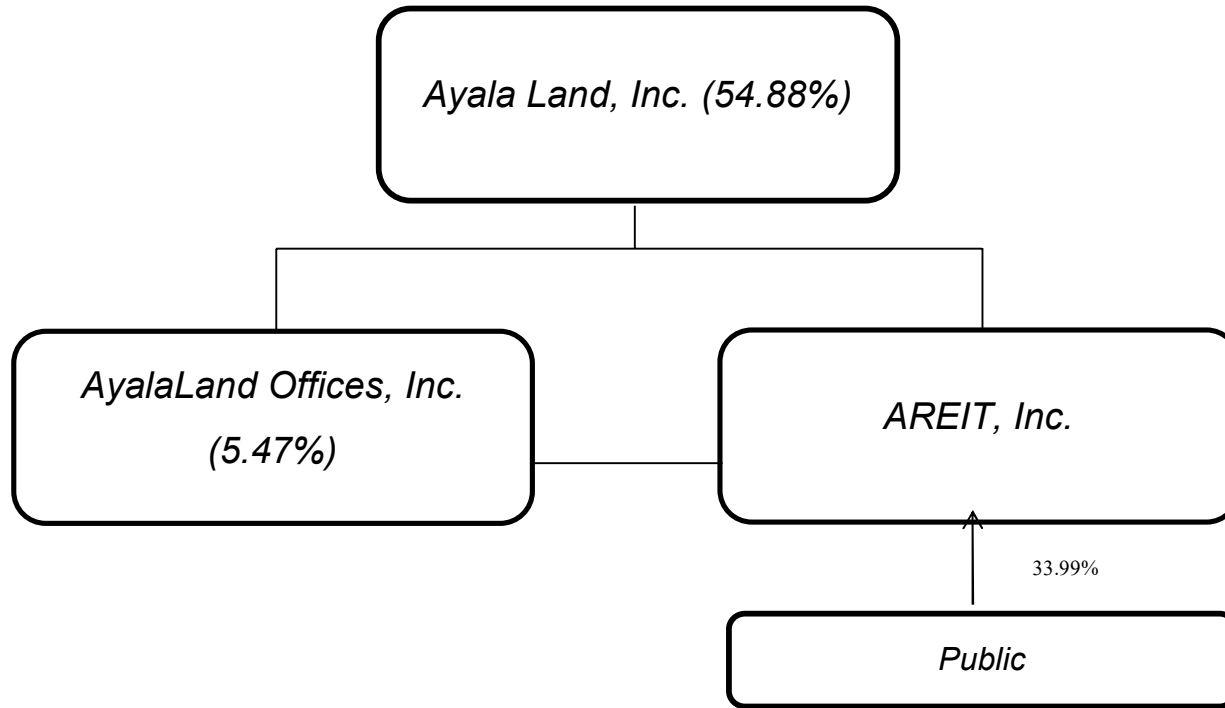 Ayala Land, Inc. (54.88%)
AyalaLand Offices, Inc.
(5.47%)
AREIT, Inc.
33.99%
Public